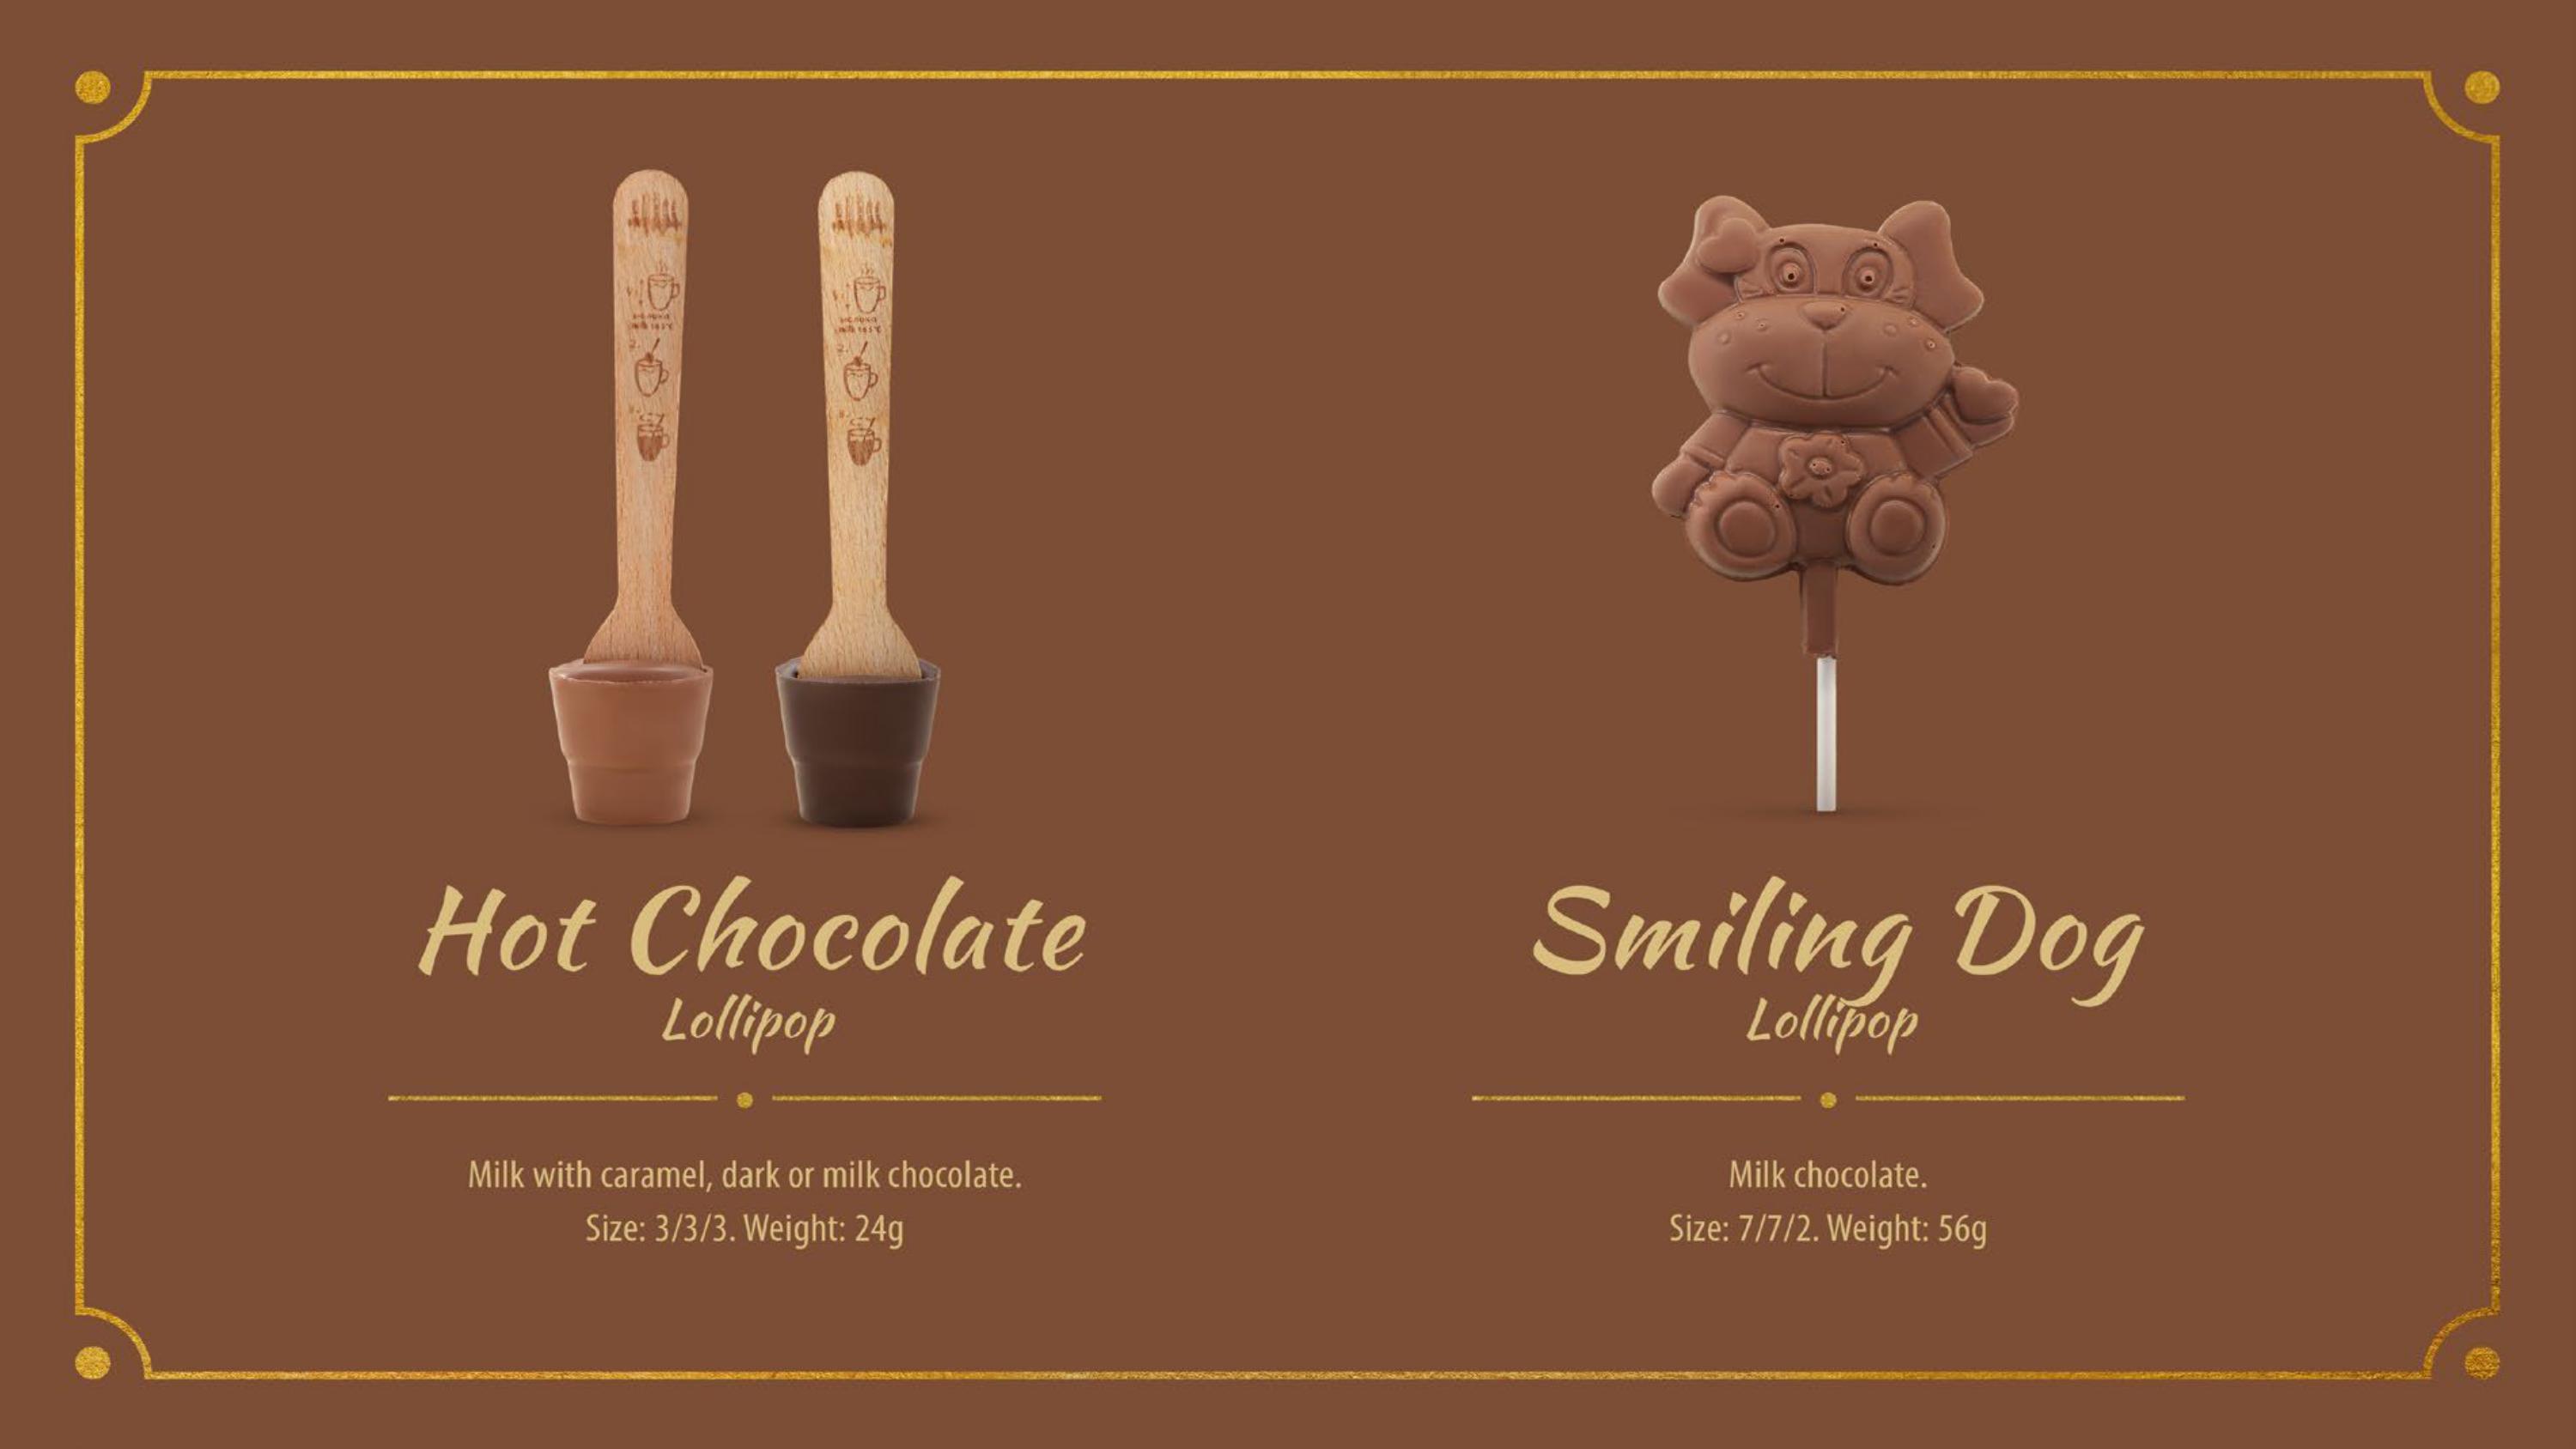 Hot Chocolate
Lollipop
Milk with caramel, dark or milk chocolate.
Size: 3/3/3. Weight: 24g
Smiling Dog
Lollipop
Milk chocolate.
Size: 7/7/2. Weight: 56g